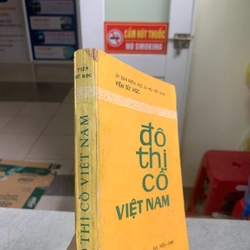 CẤM HÚT THUỐC
NO SMOKING
ỦY BAN KHOA HỌC XÃ HỘI VIỆT NAM
VIỆN SỬ HỌC
đô
thị
cổ
VIỆT NAM
VIỆN
SỬ HỌC
THỊ CỔ VIỆT NAM